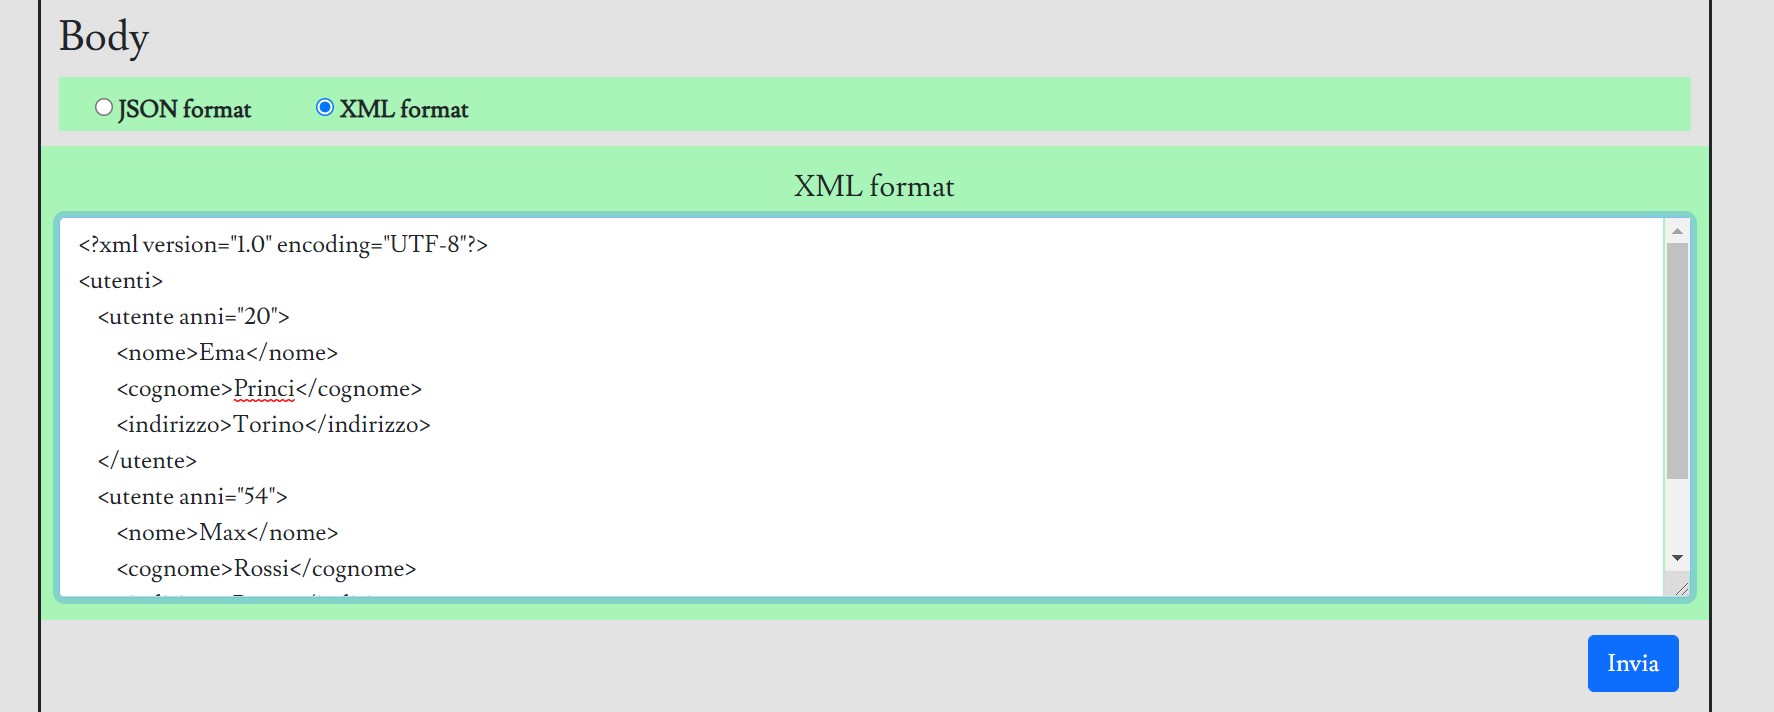 Body
JSON format XML format
XML format
<?xml version="1.0" encoding="UTF-8"?>
<utenti>
<utente anni="20">
<nome>Ema</nome>
<cognome>Princi</cognome>
<indirizzo>Torino</indirizzo>
</utente>
<utente anni="54">
<nome>Max</nome>
<cognome>Rossi</cognome>
Invia